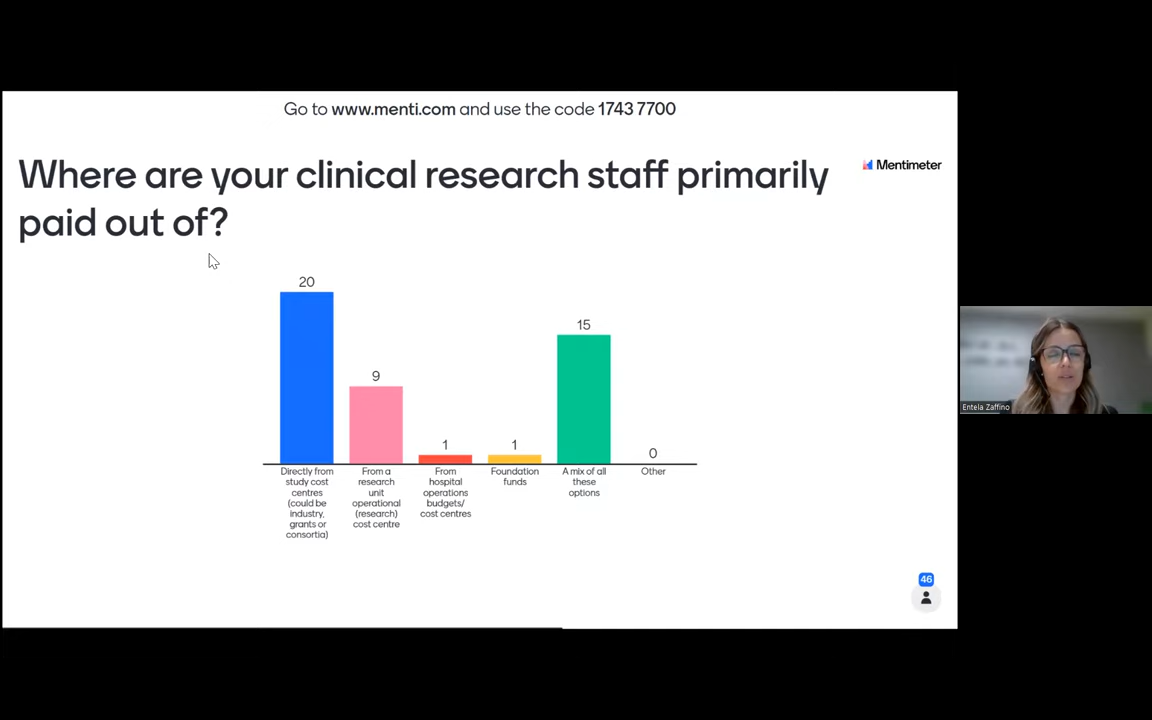 Go to www.menti.com and use the code 1743 7700
Where are your clinical research staff primarily
paid out of?
Mentimeter
20
9
1
1
15
0
Directly from
study cost
centres
(could be
industry,
grants or
consortia)
From a
research
unit
operational
(research)
cost centre
From
hospital
operations
budgets/
cost centres
Foundation
funds
A mix of all
these
options
Other
46
Entela Zaffino